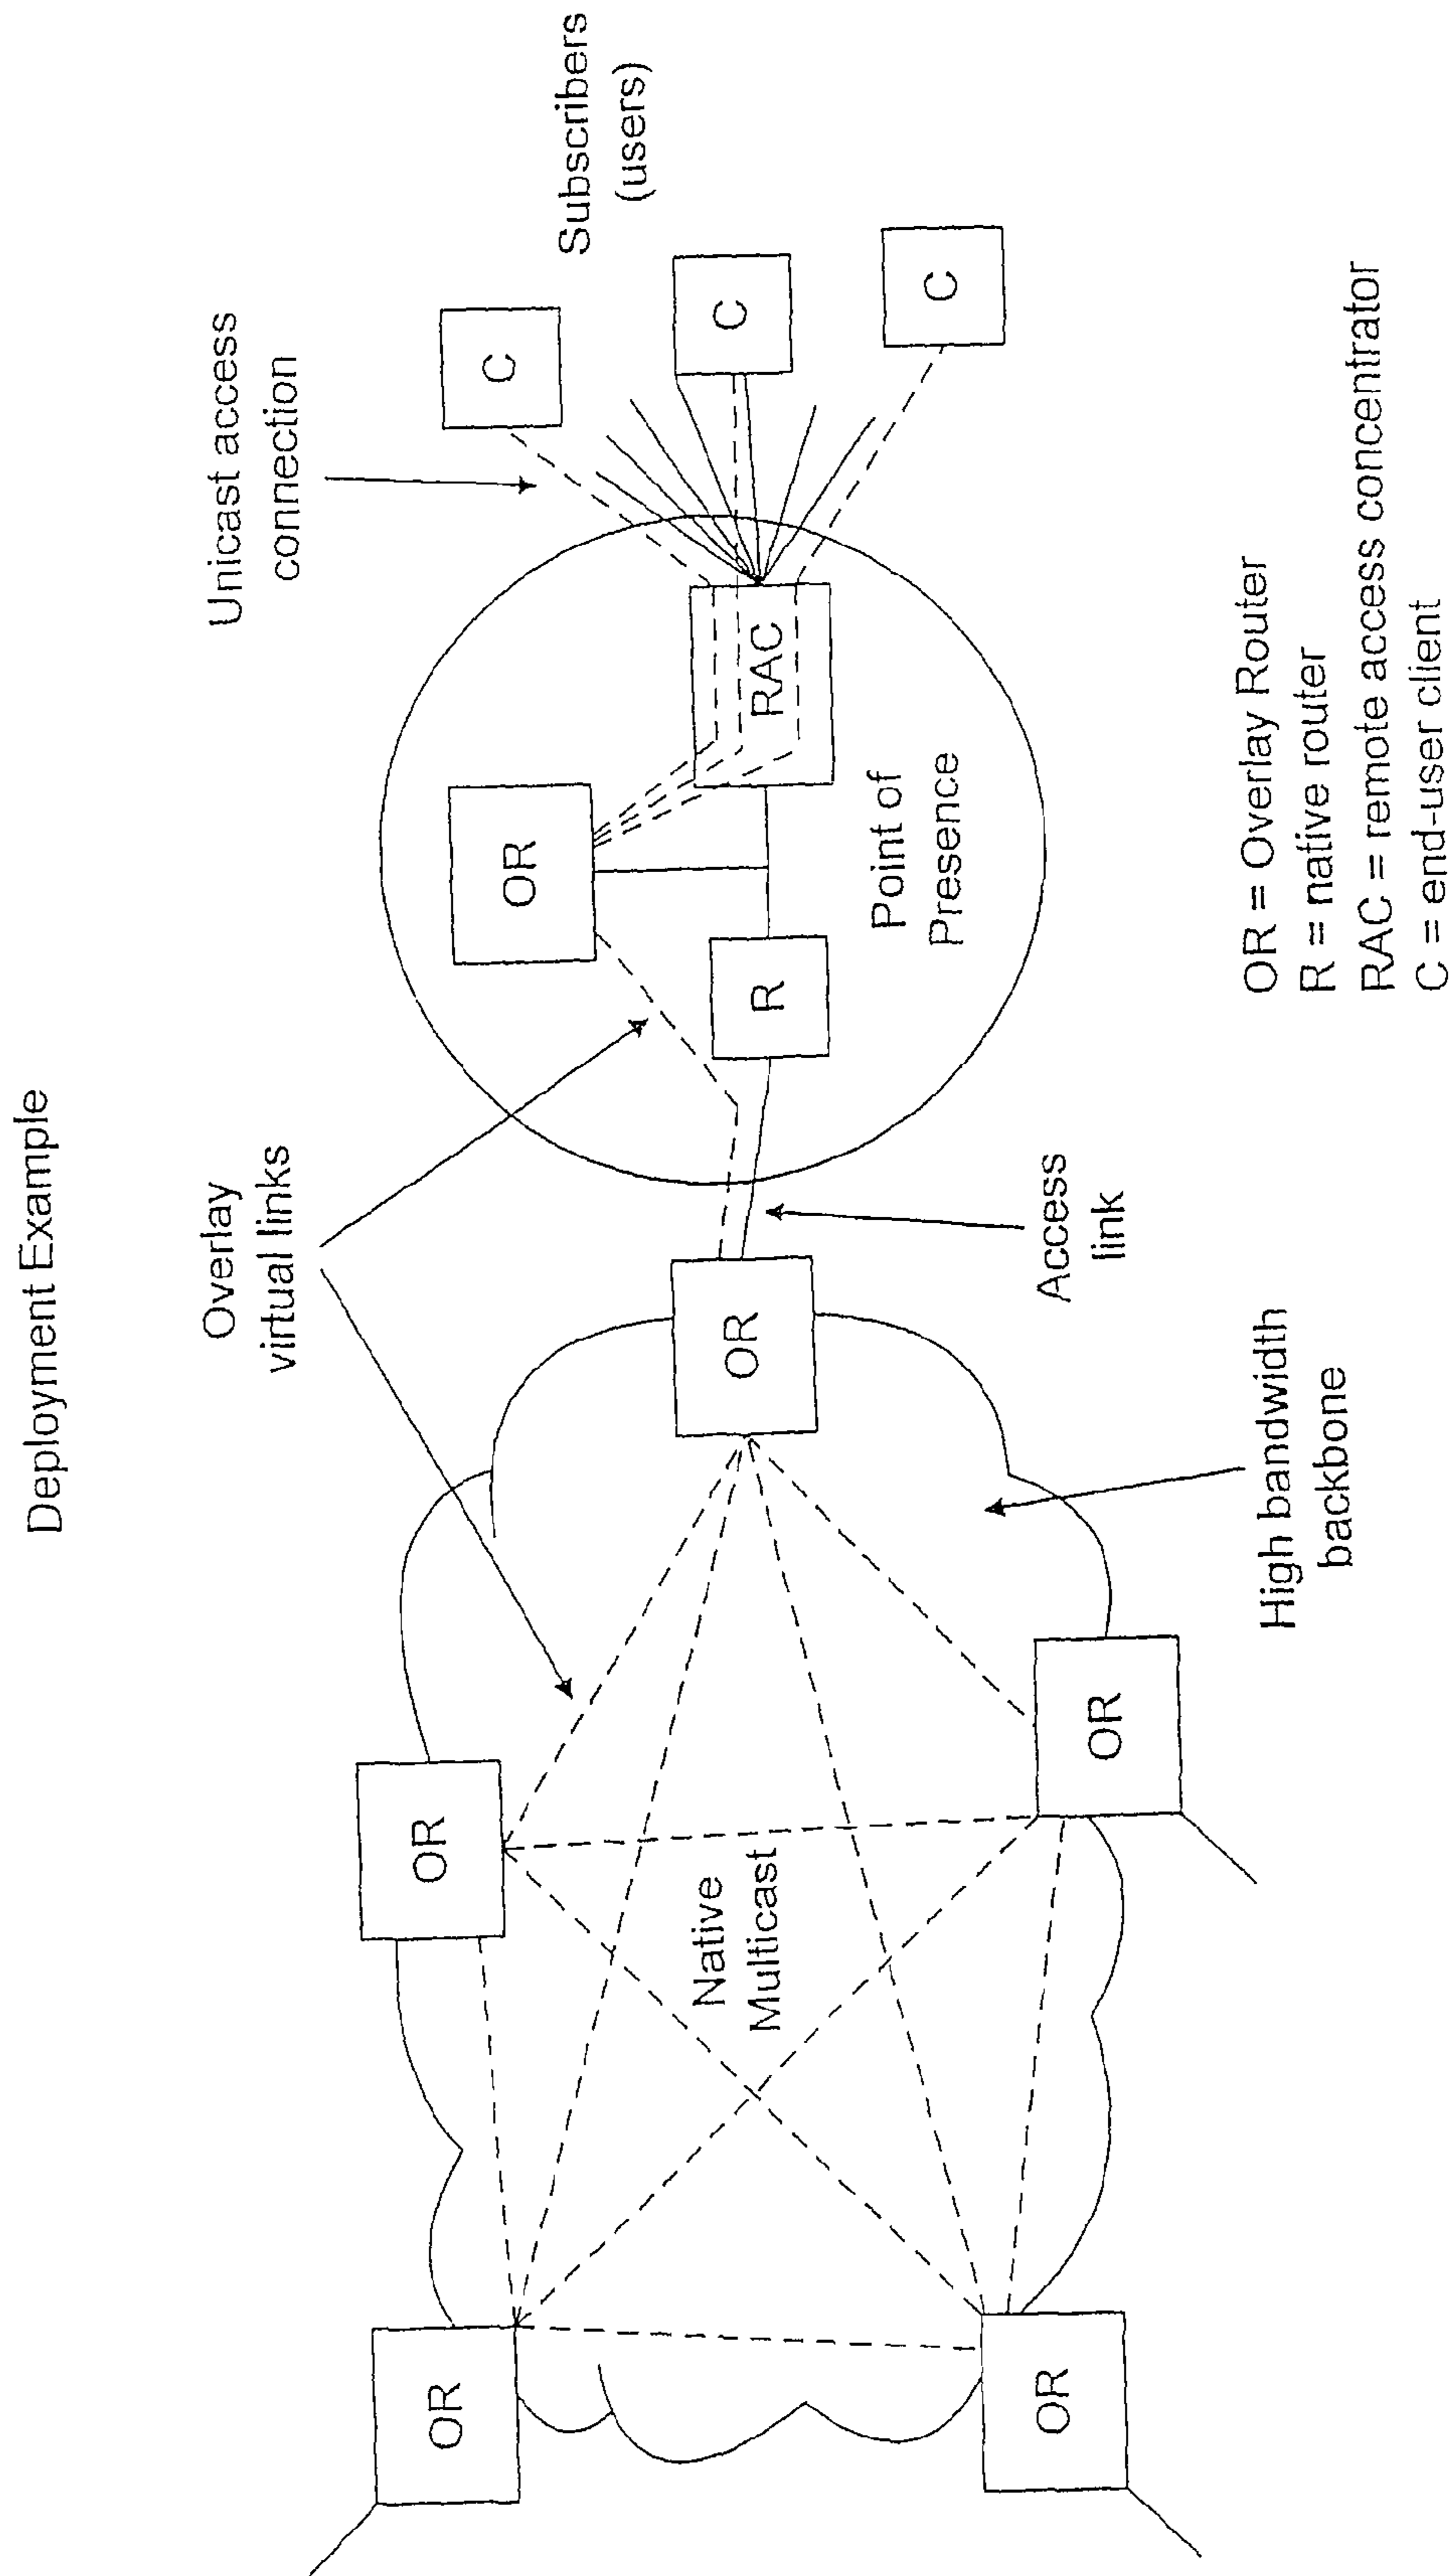 Deployment Example
Overlay
virtual links
Unicast access
connection
Subscribers
(users)
OR
OR
OR
OR
OR
OR
R
RAC
C
C
C
Native
Multicast
Point of
Presence
Access
link
High bandwidth
backbone
OR = Overlay Router
R = native router
RAC = remote access concentrator
C = end-user client